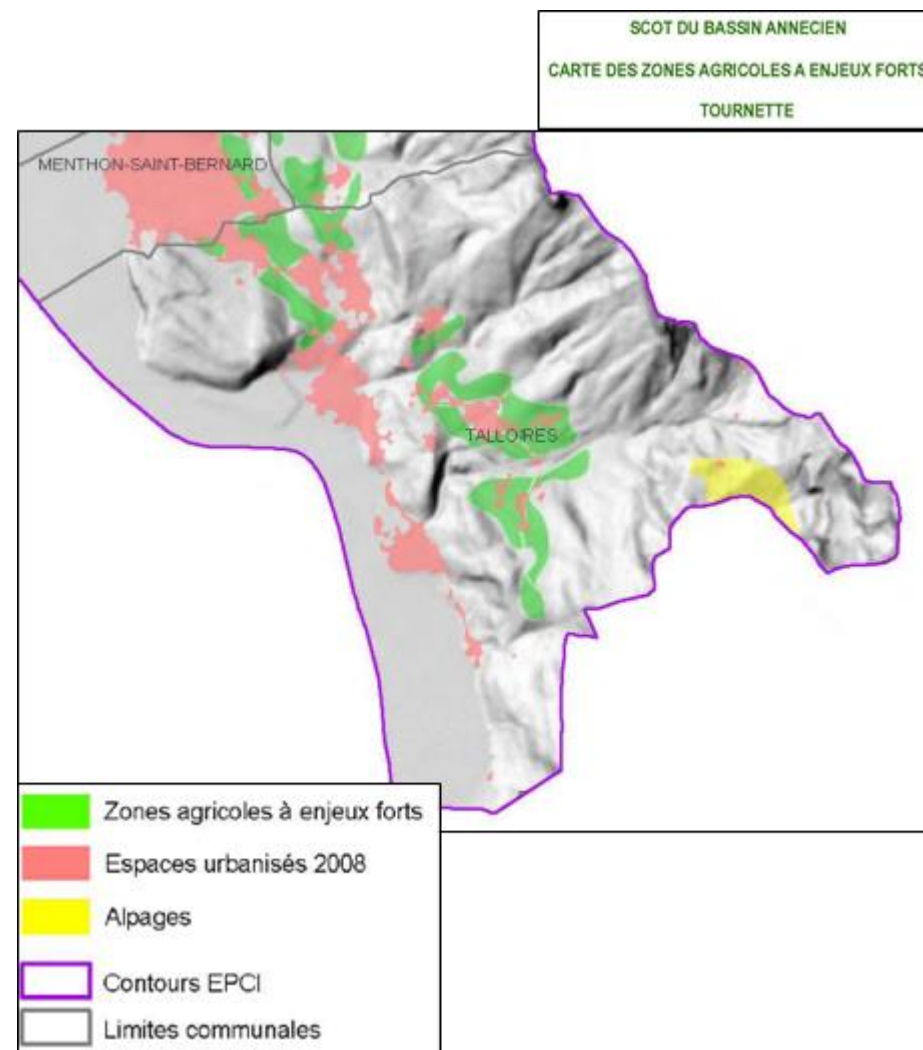 SCOT DU BASSIN ANNECIEN
CARTE DES ZONES AGRICOLES A ENJEUX FORTS
TOURNETTE
MENTHON-SAINT-BERNARD
TALLOIRES
Zones agricoles à enjeux forts
Espaces urbanisés 2008
Alpages
Contours EPCI
Limites communales